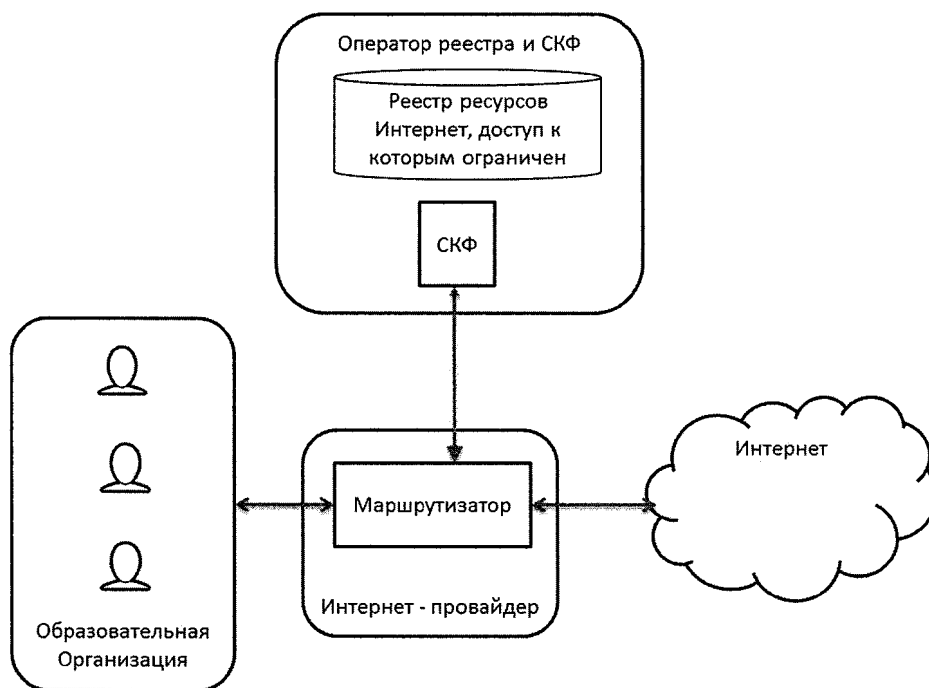 Оператор реестра и СКФ
Реестр ресурсов
Интернет, доступ к
которым ограничен
СКФ
Интернет
Маршрутизатор
Интернет - провайдер
Образовательная
Организация